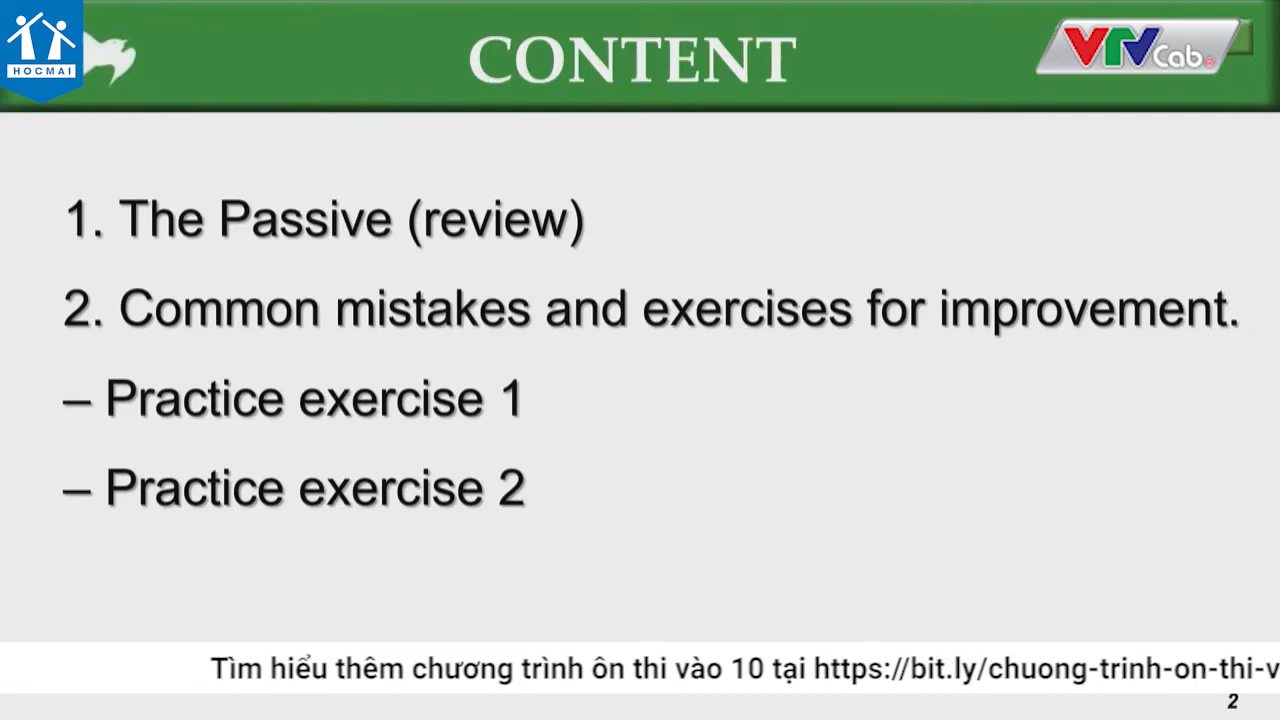 HOCMAI
CONTENT
VTVCab
1. The Passive (review)
2. Common mistakes and exercises for improvement.
– Practice exercise 1
– Practice exercise 2
Tìm hiểu thêm chương trình ôn thi vào 10 tại https://bit.ly/chuong-trinh-on-thi-v
2